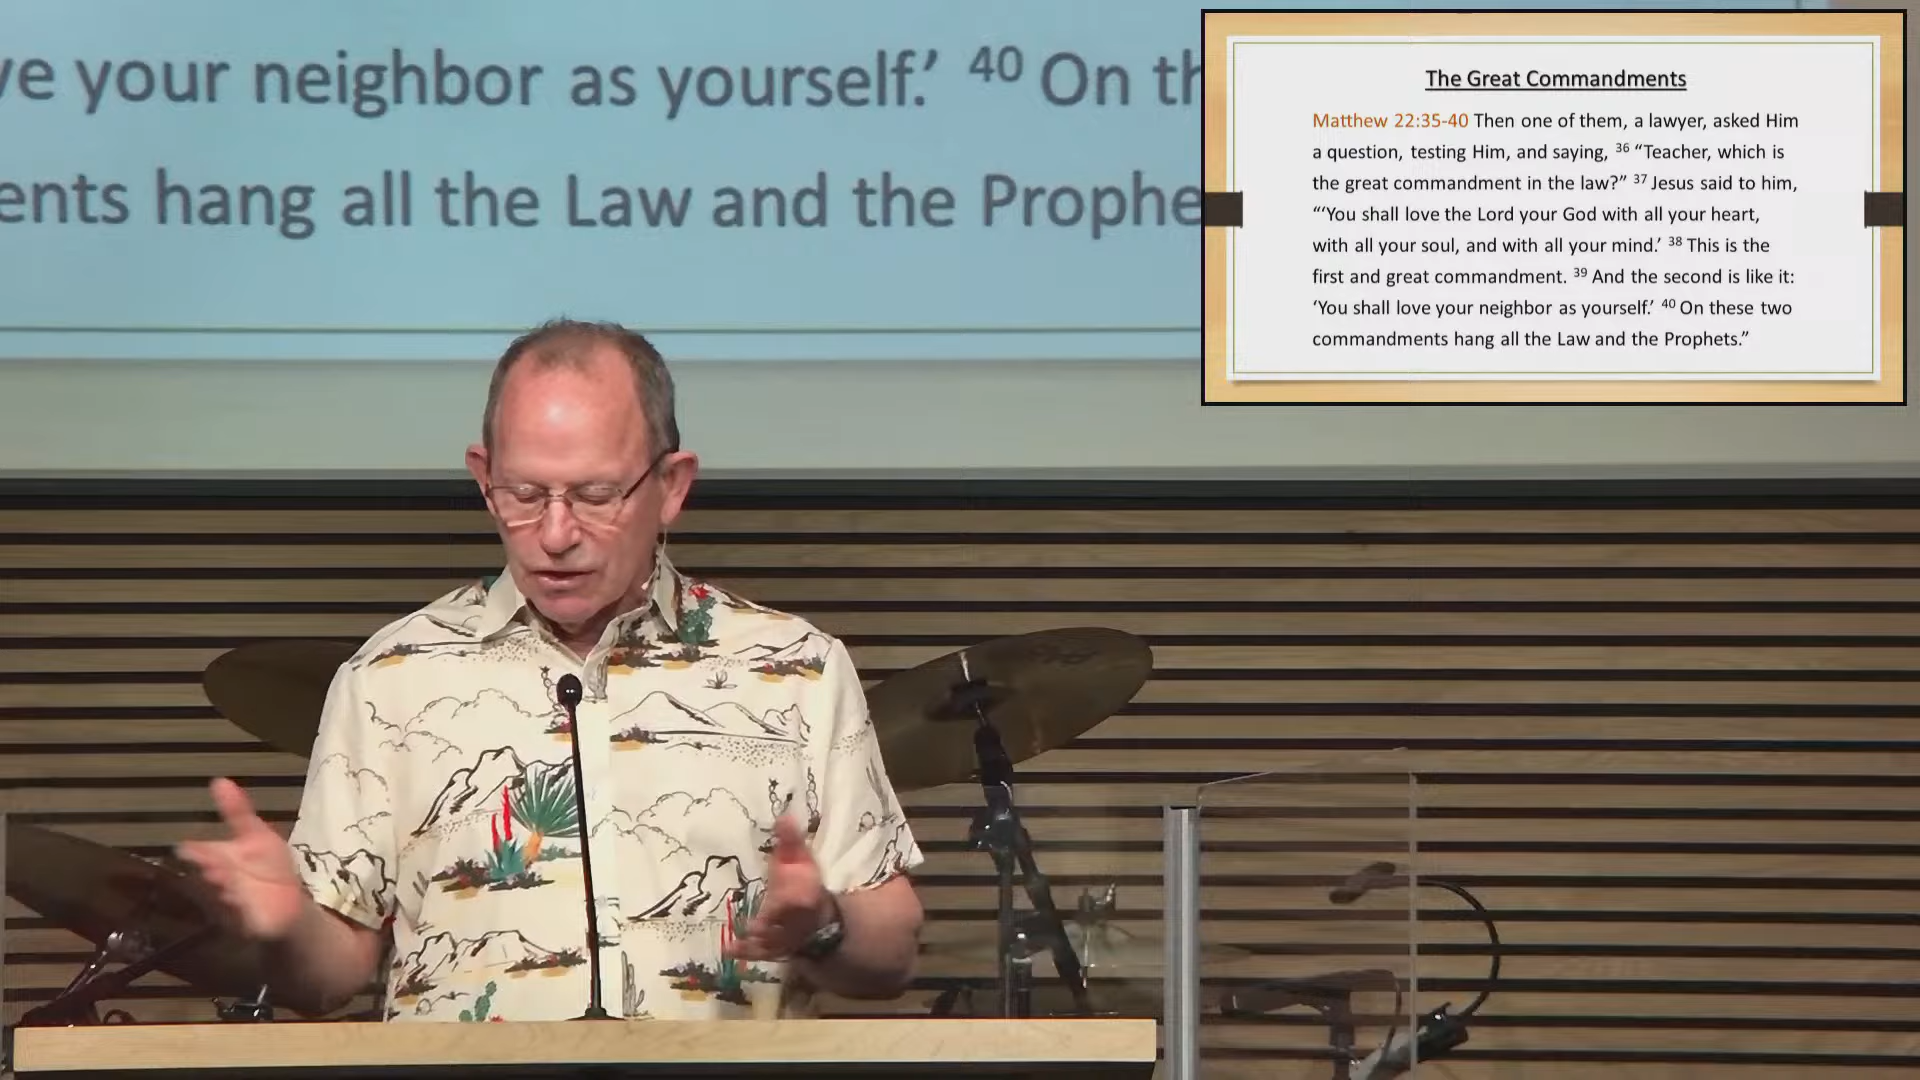 ve your neighbor as yourself.’ 40 On th
ents hang all the Law and the Prophe
The Great Commandments
Matthew 22:35-40 Then one of them, a lawyer, asked Him
a question, testing Him, and saying, 36 “Teacher, which is
the great commandment in the law?” 37 Jesus said to him,
“‘You shall love the Lord your God with all your heart,
with all your soul, and with all your mind.’ 38 This is the
first and great commandment. 39 And the second is like it:
‘You shall love your neighbor as yourself.’ 40 On these two
commandments hang all the Law and the Prophets.”